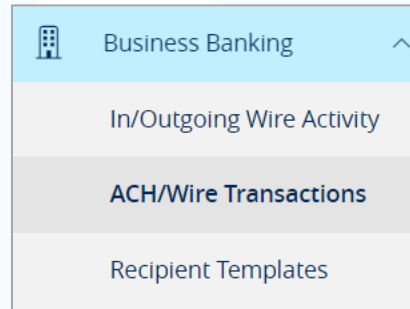 Business Banking
In/Outgoing Wire Activity
ACH/Wire Transactions
Recipient Templates